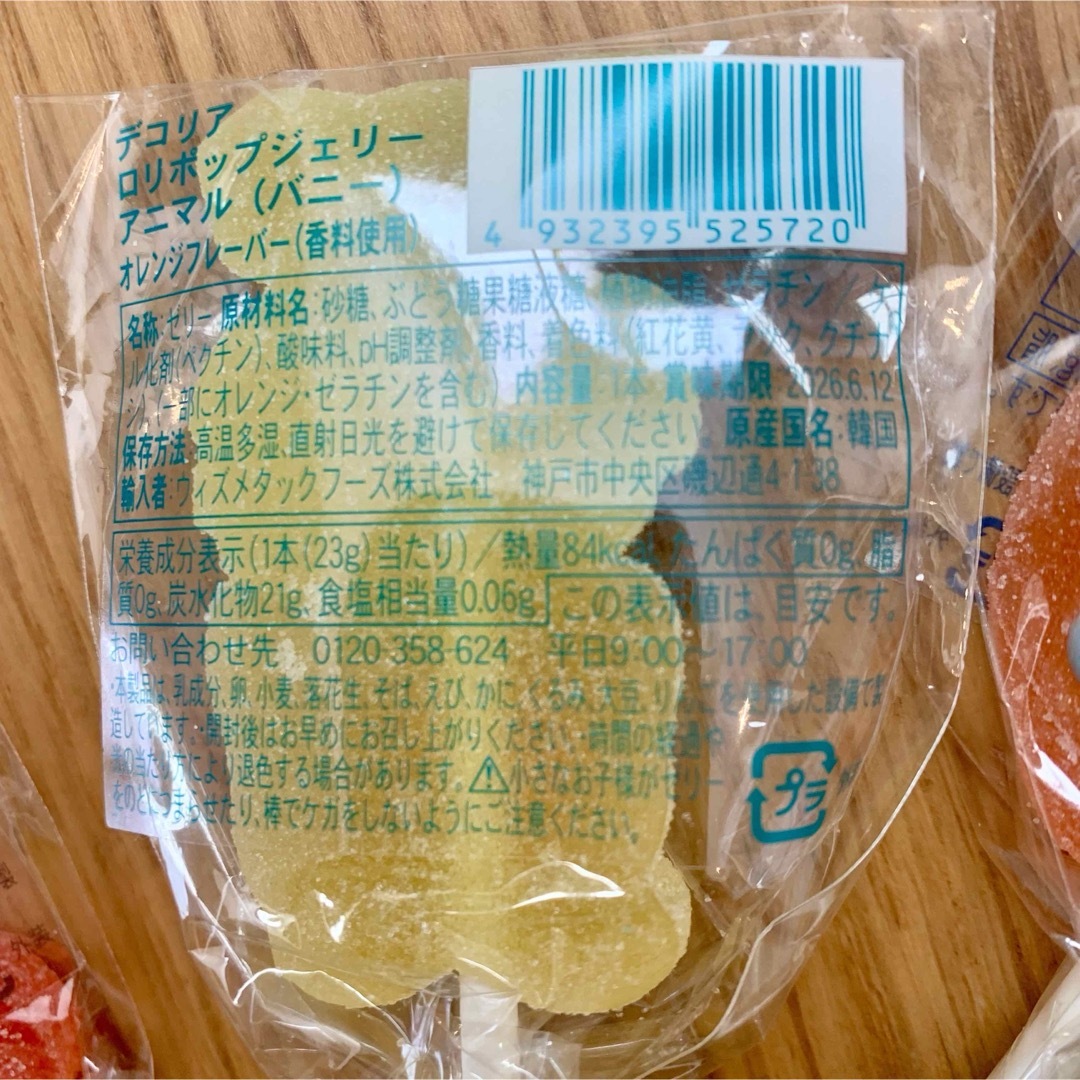 デコリア
ロリポップジェリー
アニマル（バニー）
オレンジフレーバー（香料使用）
4 932395 525720
名称：ゼリー 原材料名：砂糖、ぶどう糖果糖液糖、植物油脂、ゼラチン／ゲ
ル化剤（ペクチン）、酸味料、pH調整剤、香料、着色料（紅花黄、ラック、クチナ
シ）、（一部にオレンジ・ゼラチンを含む） 内容量：1本 賞味期限 2026.6.12
保存方法：高温多湿、直射日光を避けて保存してください。 原産国名：韓国
輸入者：ウィズメタックフーズ株式会社 神戸市中央区磯辺通4-1-38
栄養成分表示（1本（23g）当たり）／熱量84kcal、たんぱく質0g、脂
質0g、炭水化物21g、食塩相当量0.06g この表示値は、目安です。
お問い合わせ先 0120-358-624 平日9：00～17：00
・本製品は、乳成分、卵、小麦、落花生、そば、えび、かに、くるみ、大豆、りんごを使用した設備で製
造しています。・開封後はお早めにお召し上がりください。・時間の経過や
光の当たり方により退色する場合があります。⚠小さなお子様がゼリー
をのどにつまらせたり、棒でケガをしないようにご注意ください。
プラ